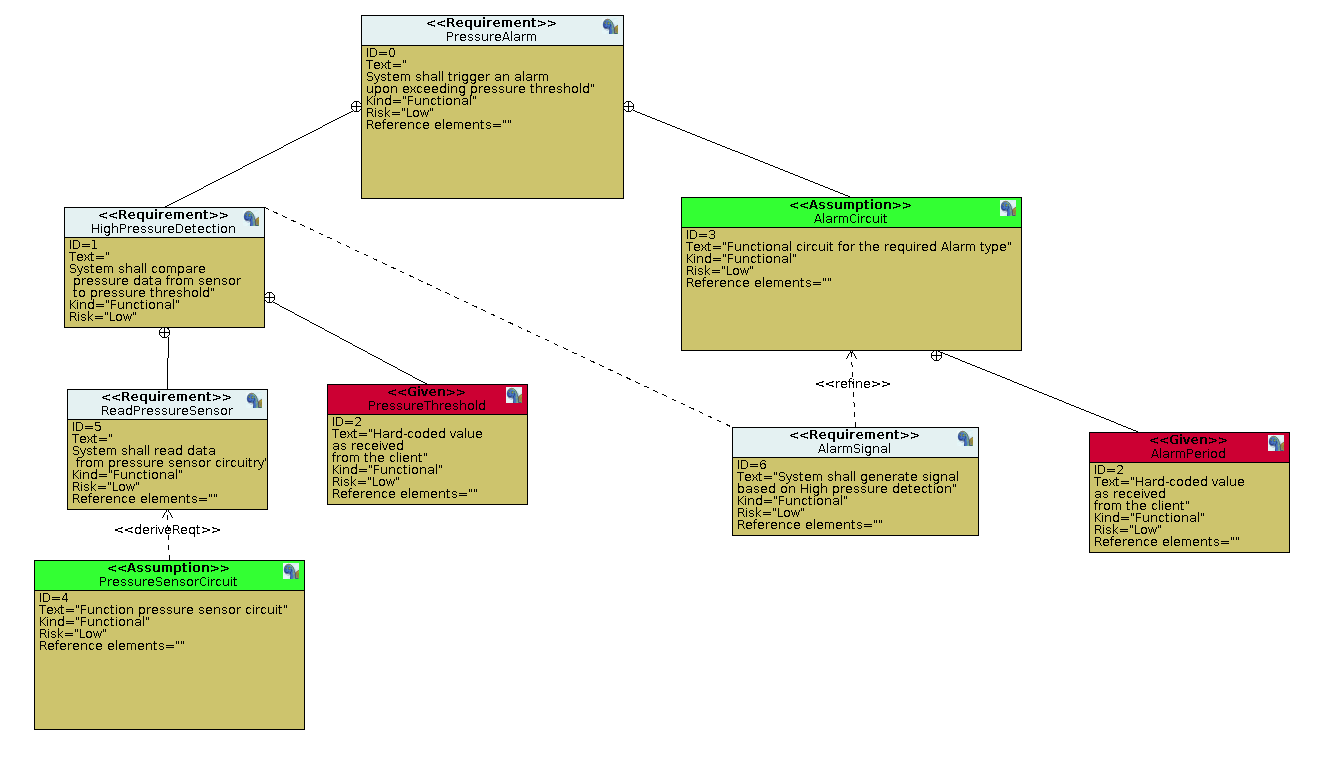 <<Requirement>>
PressureAlarm
ID=0
Text="
System shall trigger an alarm
upon exceeding pressure threshold"
Kind="Functional"
Risk="Low"
Reference elements=""
<<Requirement>>
HighPressureDetection
ID=1
Text="
System shall compare
pressure data from sensor
to pressure threshold"
Kind="Functional"
Risk="Low"
<<Assumption>>
AlarmCircuit
ID=3
Text="Functional circuit for the required Alarm type"
Kind="Functional"
Risk="Low"
Reference elements=""
<<refine>>
<<Requirement>>
ReadPressureSensor
ID=5
Text="
System shall read data
from pressure sensor circuitry"
Kind="Functional"
Risk="Low"
Reference elements=""
<<Given>>
PressureThreshold
ID=2
Text="Hard-coded value
as received
from the client"
Kind="Functional"
Risk="Low"
Reference elements=""
<<Requirement>>
AlarmSignal
ID=6
Text="System shall generate signal
based on High pressure detection"
Kind="Functional"
Risk="Low"
Reference elements=""
<<Given>>
AlarmPeriod
ID=2
Text="Hard-coded value
as received
from the client"
Kind="Functional"
Risk="Low"
Reference elements=""
<<deriveReqt>>
<<Assumption>>
PressureSensorCircuit
ID=4
Text="Function pressure sensor circuit"
Kind="Functional"
Risk="Low"
Reference elements=""